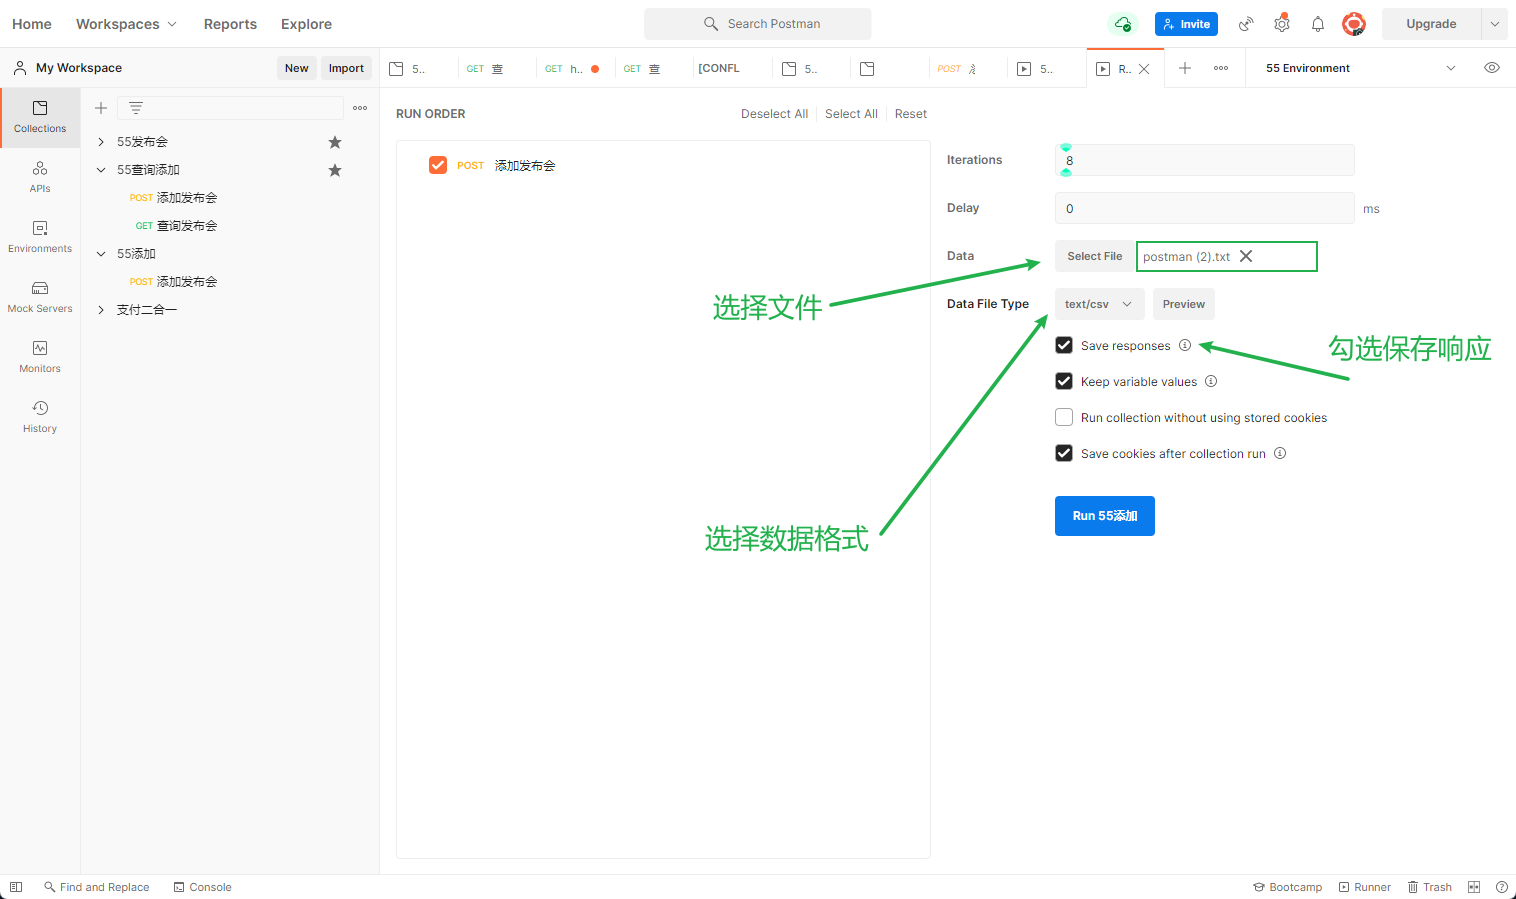 Home Workspaces Reports Explore Search Postman Invite Upgrade
My Workspace New Import 5.. GET 查 GET h.. GET 查 [CONFL 5.. POST 5.. R.. 55 Environment
RUN ORDER Deselect All Select All Reset
Collections
APIs
Environments
Mock Servers
Monitors
History
55发布会
55查询添加
POST 添加发布会
GET 查询发布会
55添加
POST 添加发布会
支付二合一
POST 添加发布会
Iterations 8
Delay 0 ms
Data Select File postman (2).txt
选择文件
Data File Type text/csv Preview
Save responses
勾选保存响应
Keep variable values
Run collection without using stored cookies
Save cookies after collection run
Run 55添加
选择数据格式
Find and Replace Console Bootcamp Runner Trash